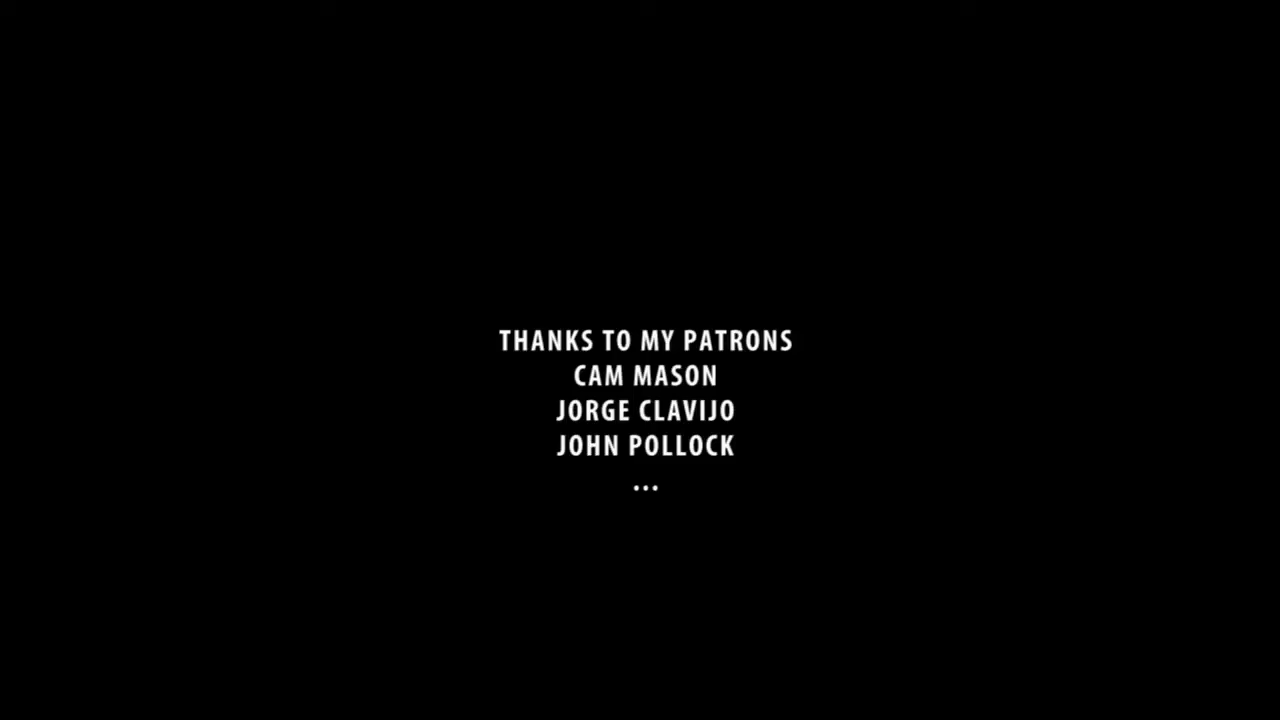 THANKS TO MY PATRONS
CAM MASON
JORGE CLAVIJO
JOHN POLLOCK
...